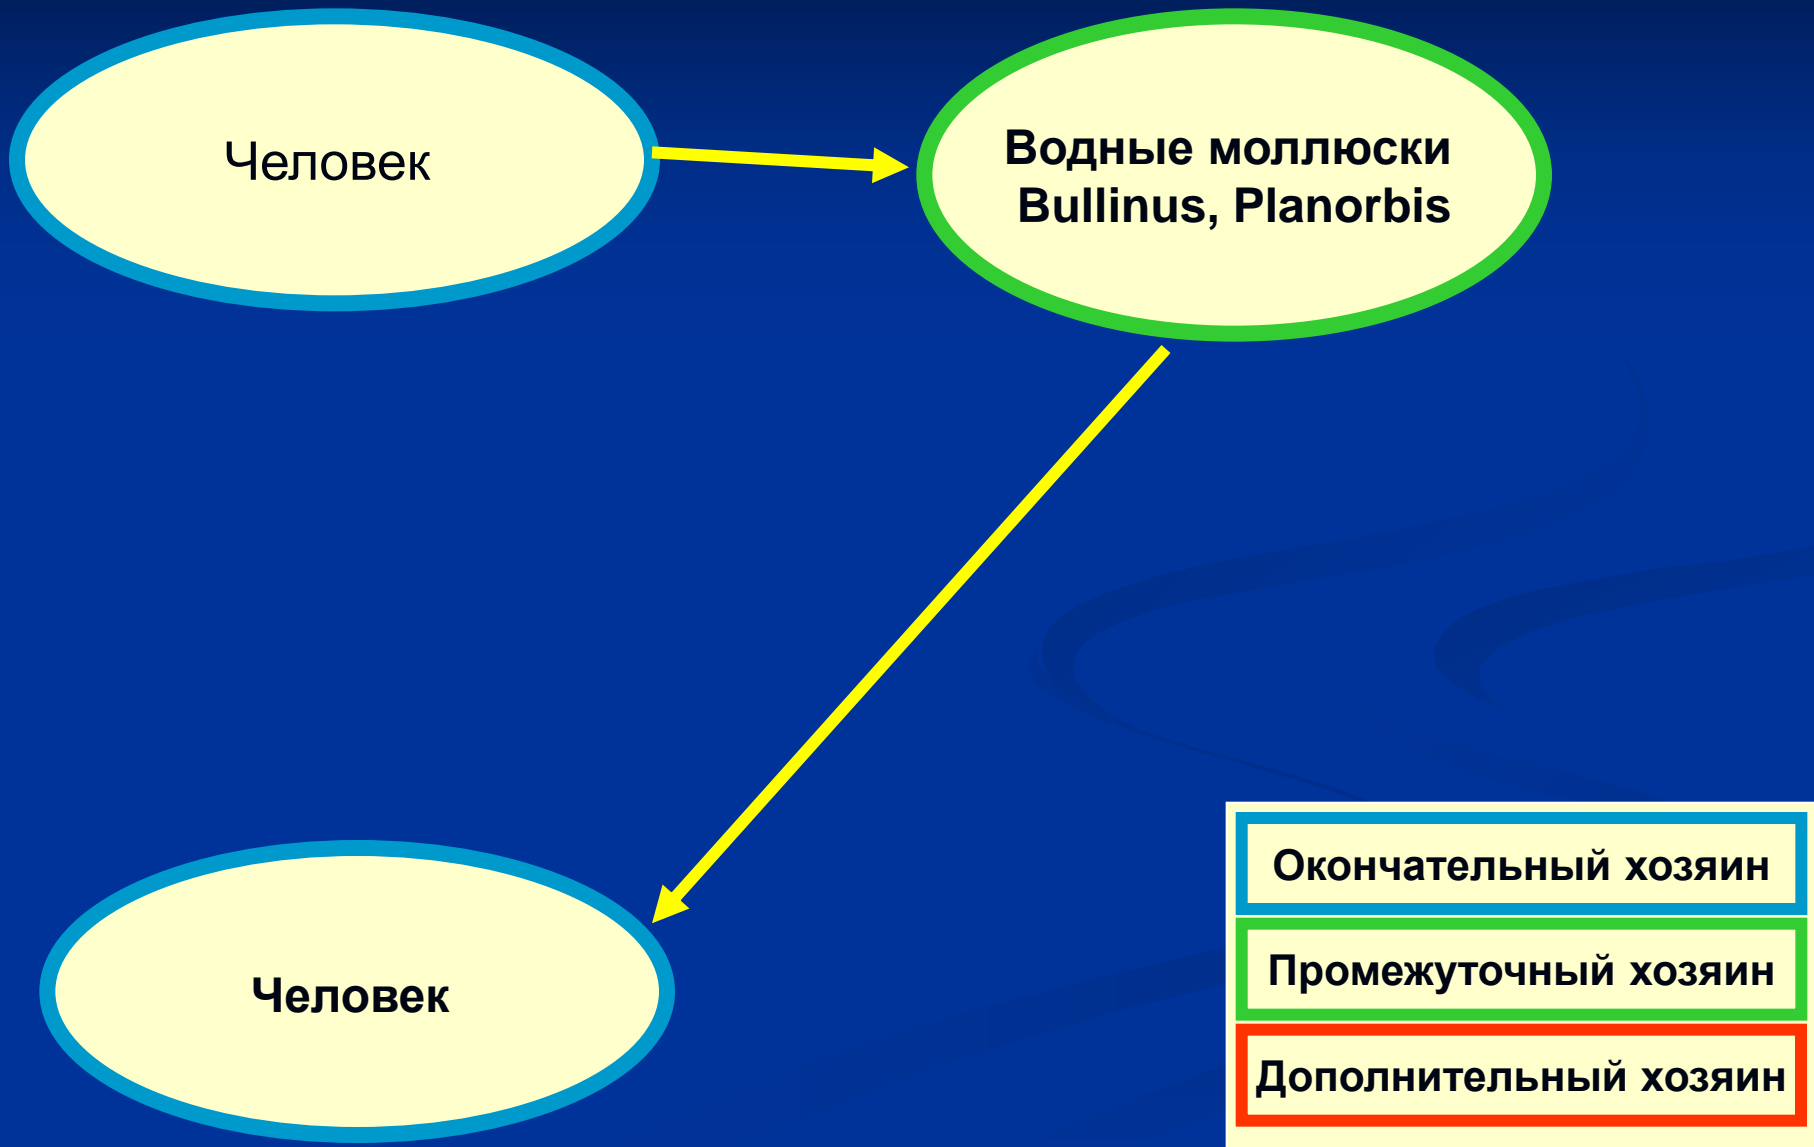 Человек
Водные моллюски
Bullinus, Planorbis
Человек
Окончательный хозяин
Промежуточный хозяин
Дополнительный хозяин